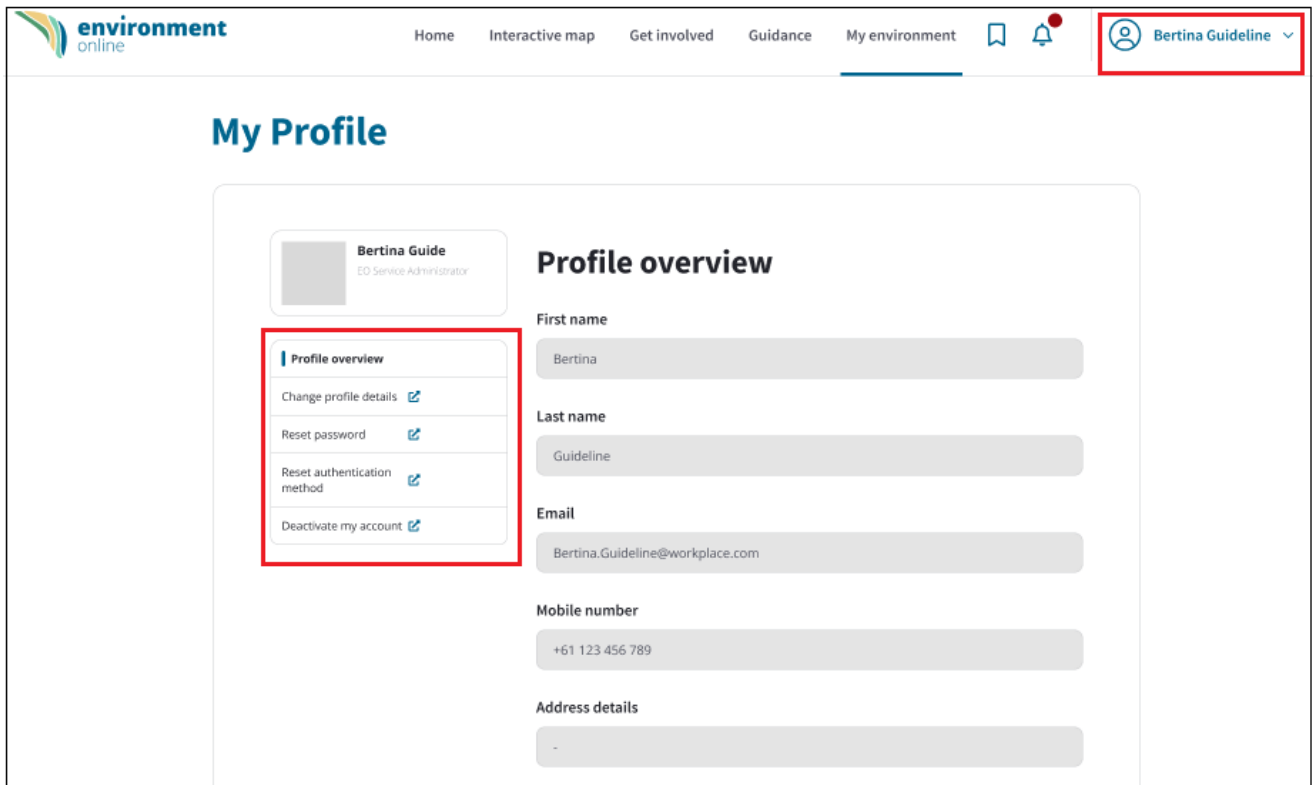 environment
online
Home Interactive map Get involved Guidance My environment Bertina Guideline
My Profile
Bertina Guide
EO Service Administrator
Profile overview
Change profile details
Reset password
Reset authentication
method
Deactivate my account
Profile overview
First name
Bertina
Last name
Guideline
Email
Bertina.Guideline@workplace.com
Mobile number
+61 123 456 789
Address details
-